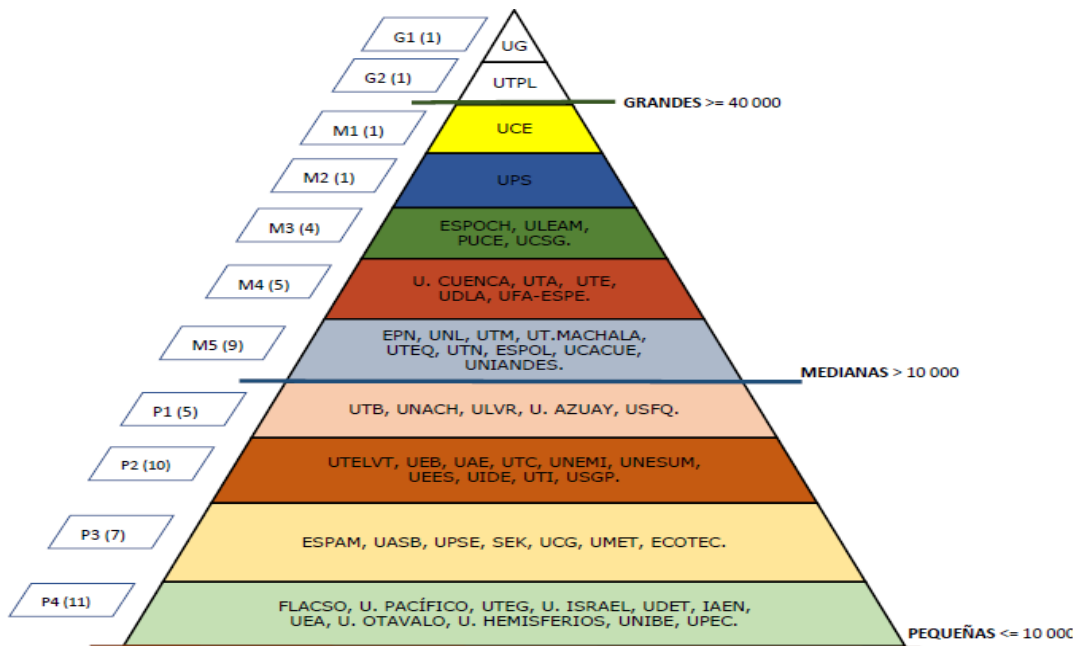 G1 (1)
UG
G2 (1)
UTPL
GRANDES >= 40 000
M1 (1)
UCE
M2 (1)
UPS
M3 (4)
ESPOCH, ULEAM,
PUCE, UCSG.
M4 (5)
U. CUENCA, UTA, UTE,
UDLA, UFA-ESPE.
M5 (9)
EPN, UNL, UTM, UT.MACHALA,
UTEQ, UTN, ESPOL, UCACUE,
UNIANDES.
MEDIANAS > 10 000
P1 (5)
UTB, UNACH, ULVR, U. AZUAY, USFQ.
P2 (10)
UTELVT, UEB, UAE, UTC, UNEMI, UNESUM,
UEES, UIDE, UTI, USGP.
P3 (7)
ESPAM, UASB, UPSE, SEK, UCG, UMET, ECOTEC.
P4 (11)
FLACSO, U. PACÍFICO, UTEG, U. ISRAEL, UDET, IAEN,
UEA, U. OTAVALO, U. HEMISFERIOS, UNIBE, UPEC.
PEQUEÑAS <= 10 000